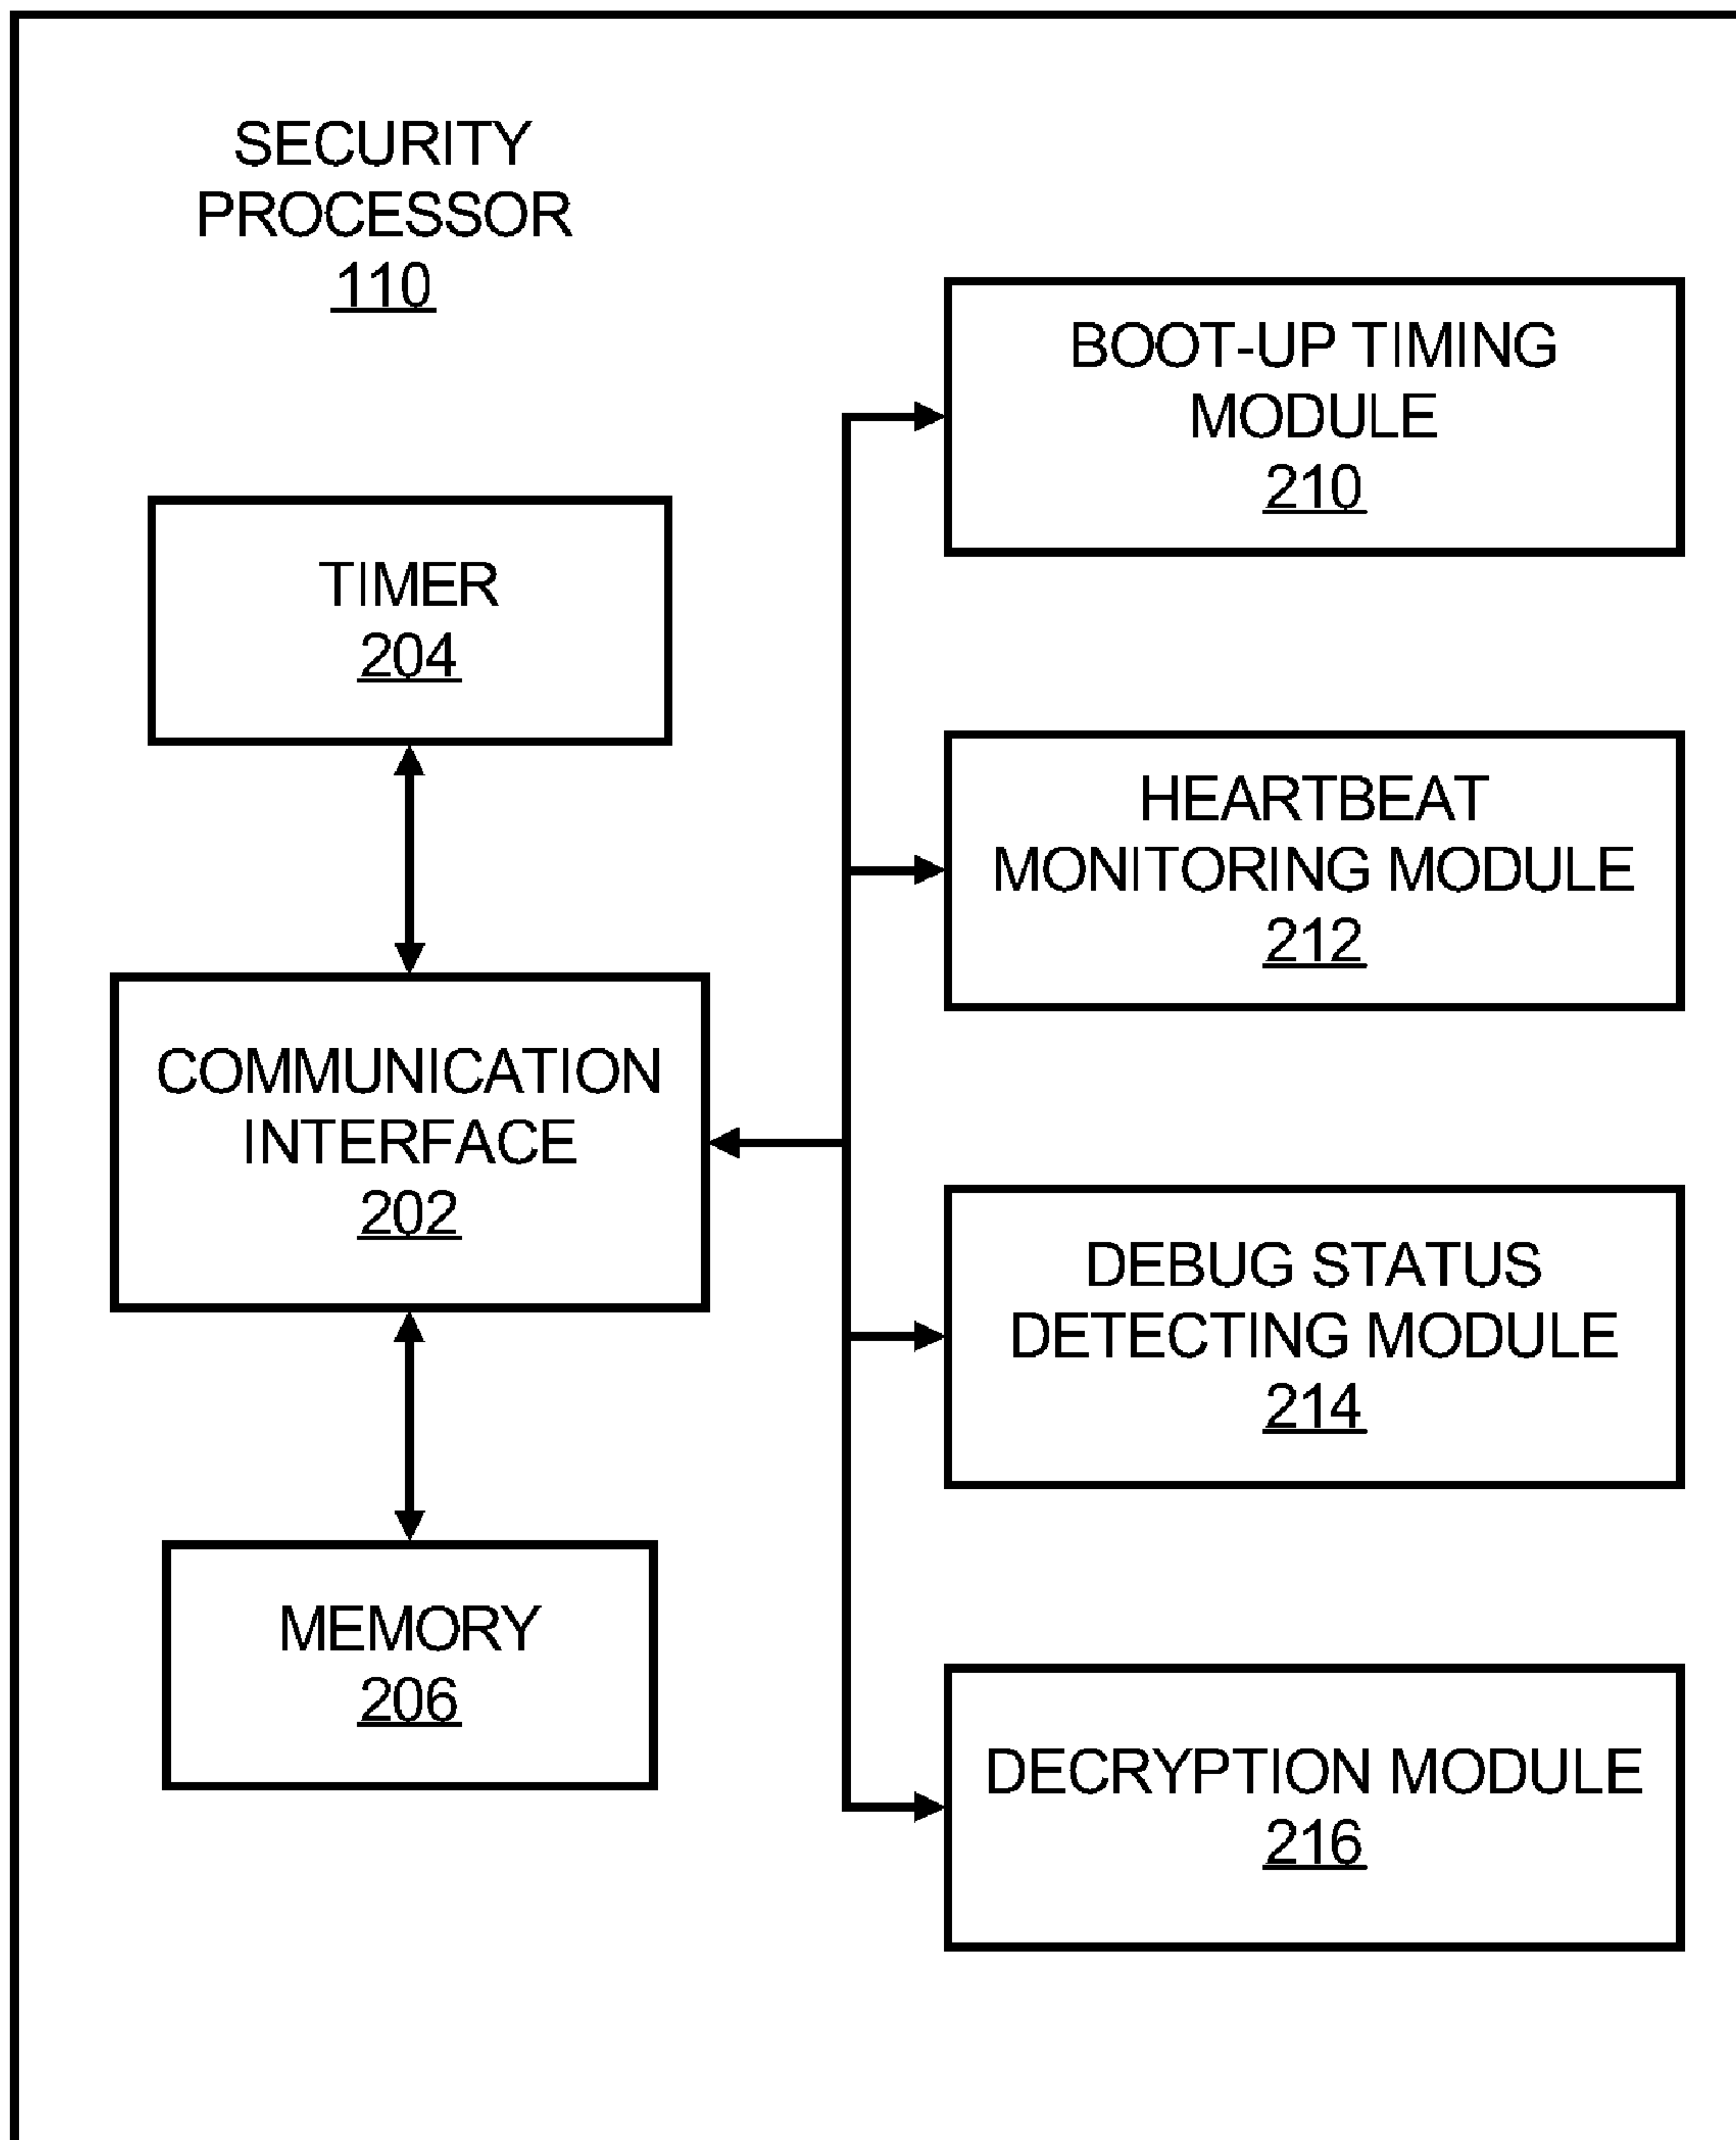 SECURITY
PROCESSOR
110
TIMER
204
COMMUNICATION
INTERFACE
202
MEMORY
206
BOOT-UP TIMING
MODULE
210
HEARTBEAT
MONITORING MODULE
212
DEBUG STATUS
DETECTING MODULE
214
DECRYPTION MODULE
216